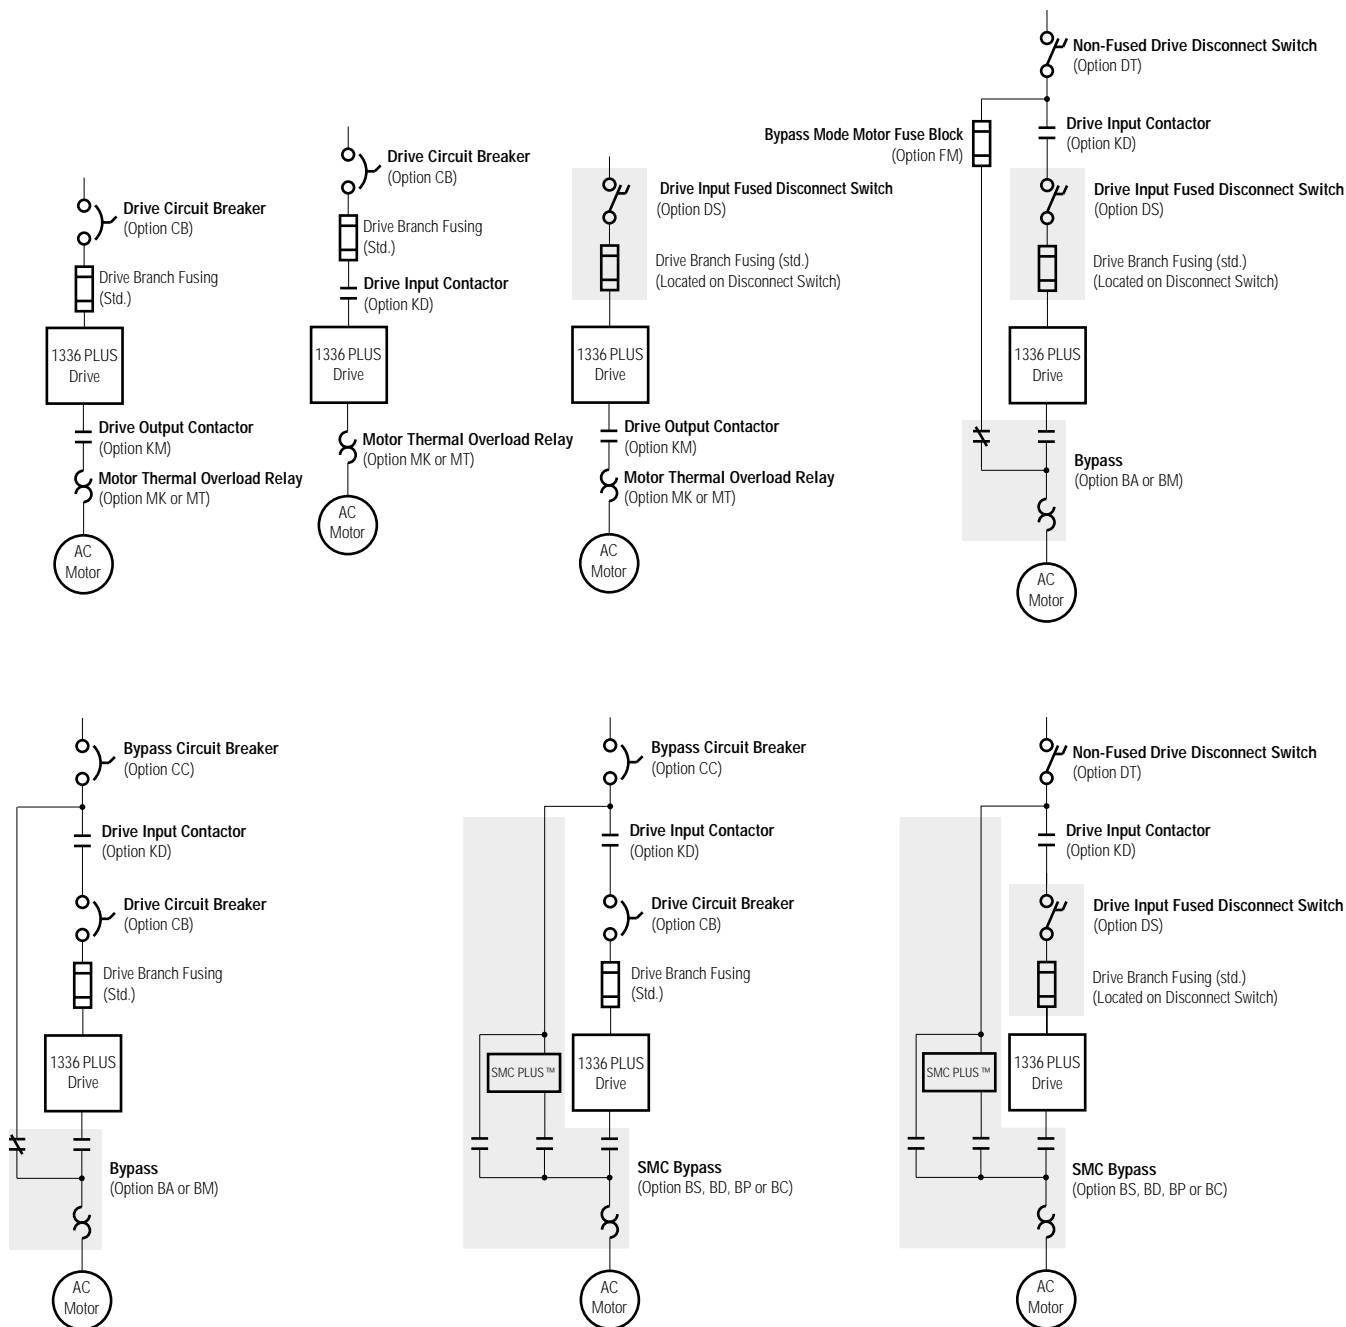 Drive Circuit Breaker
(Option CB)
Drive Branch Fusing
(Std.)
1336 PLUS
Drive
Drive Output Contactor
(Option KM)
Motor Thermal Overload Relay
(Option MK or MT)
AC
Motor
Drive Circuit Breaker
(Option CB)
Drive Branch Fusing
(Std.)
Drive Input Contactor
(Option KD)
1336 PLUS
Drive
Motor Thermal Overload Relay
(Option MK or MT)
AC
Motor
Drive Input Fused Disconnect Switch
(Option DS)
Drive Branch Fusing (std.)
(Located on Disconnect Switch)
1336 PLUS
Drive
Drive Output Contactor
(Option KM)
Motor Thermal Overload Relay
(Option MK or MT)
AC
Motor
Non-Fused Drive Disconnect Switch
(Option DT)
Bypass Mode Motor Fuse Block
(Option FM)
Drive Input Contactor
(Option KD)
Drive Input Fused Disconnect Switch
(Option DS)
Drive Branch Fusing (std.)
(Located on Disconnect Switch)
1336 PLUS
Drive
Bypass
(Option BA or BM)
AC
Motor
Bypass Circuit Breaker
(Option CC)
Drive Input Contactor
(Option KD)
Drive Circuit Breaker
(Option CB)
Drive Branch Fusing
(Std.)
1336 PLUS
Drive
Bypass
(Option BA or BM)
AC
Motor
Bypass Circuit Breaker
(Option CC)
Drive Input Contactor
(Option KD)
Drive Circuit Breaker
(Option CB)
Drive Branch Fusing
(Std.)
SMC PLUS™
1336 PLUS
Drive
SMC Bypass
(Option BS, BD, BP or BC)
AC
Motor
Non-Fused Drive Disconnect Switch
(Option DT)
Drive Input Contactor
(Option KD)
Drive Input Fused Disconnect Switch
(Option DS)
Drive Branch Fusing (std.)
(Located on Disconnect Switch)
SMC PLUS™
1336 PLUS
Drive
SMC Bypass
(Option BS, BD, BP or BC)
AC
Motor